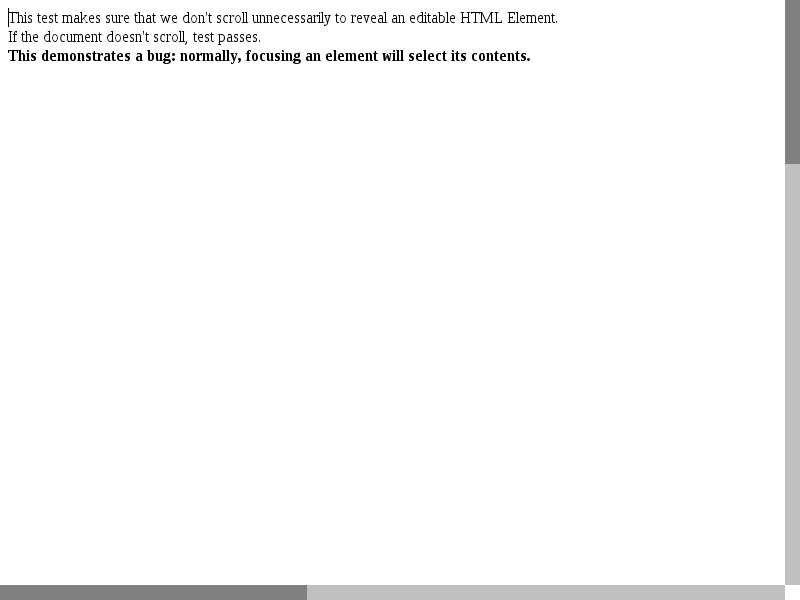 This test makes sure that we don't scroll unnecessarily to reveal an editable HTML Element.
If the document doesn't scroll, test passes.
This demonstrates a bug: normally, focusing an element will select its contents.